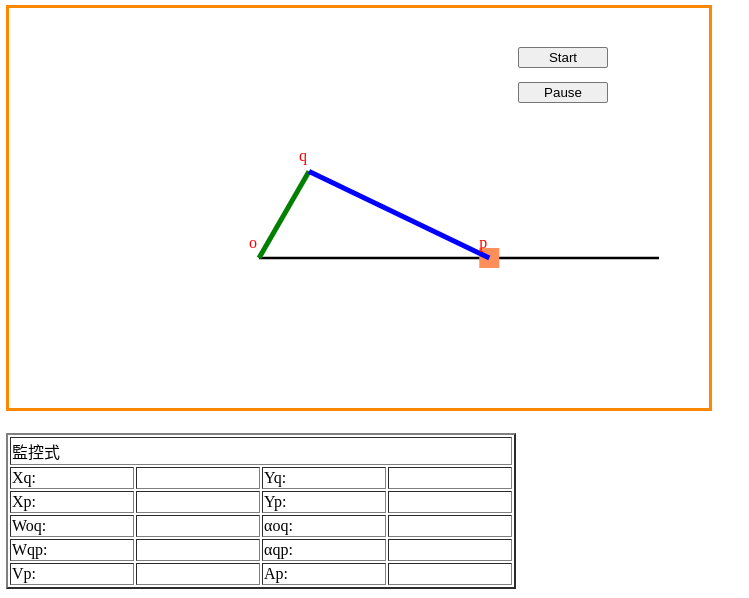 Start
Pause
q
o
p
監控式
Xq: Yq:
Xp: Yp:
Woq: αoq:
Wqp: αqp:
Vp: Ap: